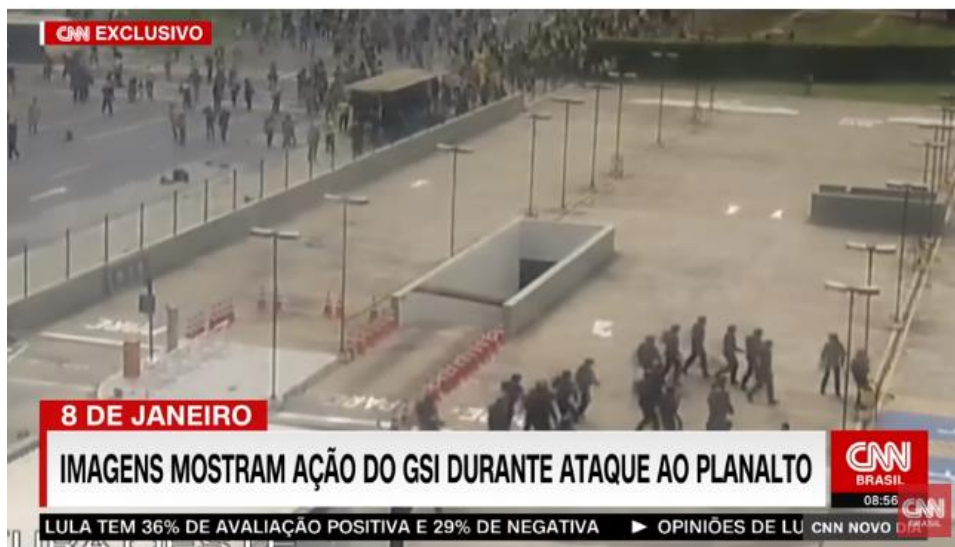 CNN EXCLUSIVO
8 DE JANEIRO
IMAGENS MOSTRAM AÇÃO DO GSI DURANTE ATAQUE AO PLANALTO
CNN
BRASIL
08:56
LULA TEM 36% DE AVALIAÇÃO POSITIVA E 29% DE NEGATIVA ▶ OPINIÕES DE LU
CNN NOVO DIA
CNN
BRASIL